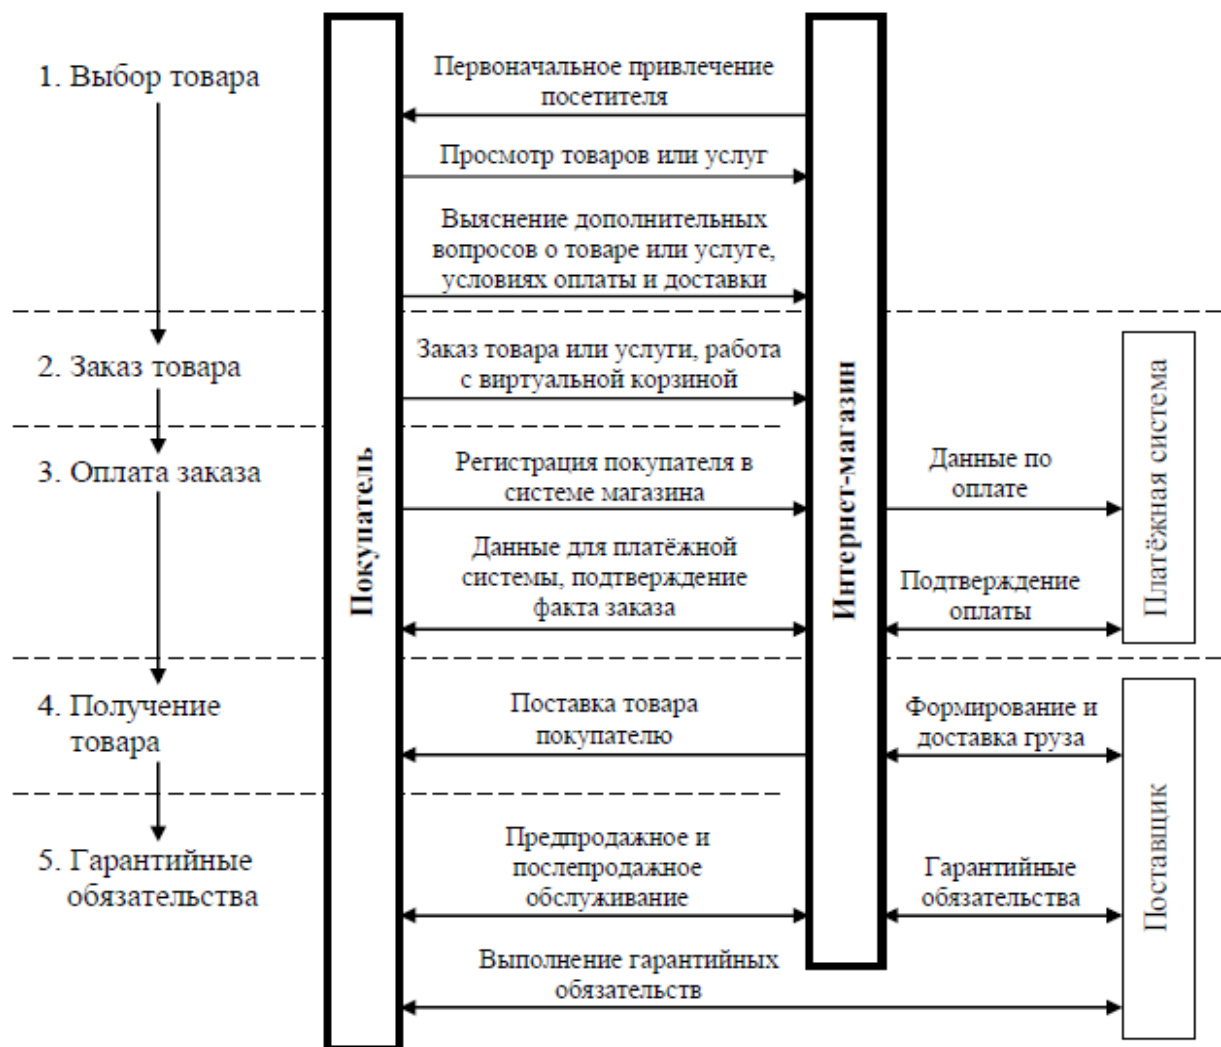 1. Выбор товара
Первоначальное привлечение
посетителя
Просмотр товаров или услуг
Выяснение дополнительных
вопросов о товаре или услуге,
условиях оплаты и доставки
2. Заказ товара
Заказ товара или услуги, работа
с виртуальной корзиной
3. Оплата заказа
Регистрация покупателя в
системе магазина
Данные по
оплате
Данные для платёжной
системы, подтверждение
факта заказа
Подтверждение
оплаты
Покупатель
Интернет-магазин
Платёжная система
4. Получение
товара
Поставка товара
покупателю
Формирование и
доставка груза
5. Гарантийные
обязательства
Предпродажное и
послепродажное
обслуживание
Гарантийные
обязательства
Поставщик
Выполнение гарантийных
обязательств